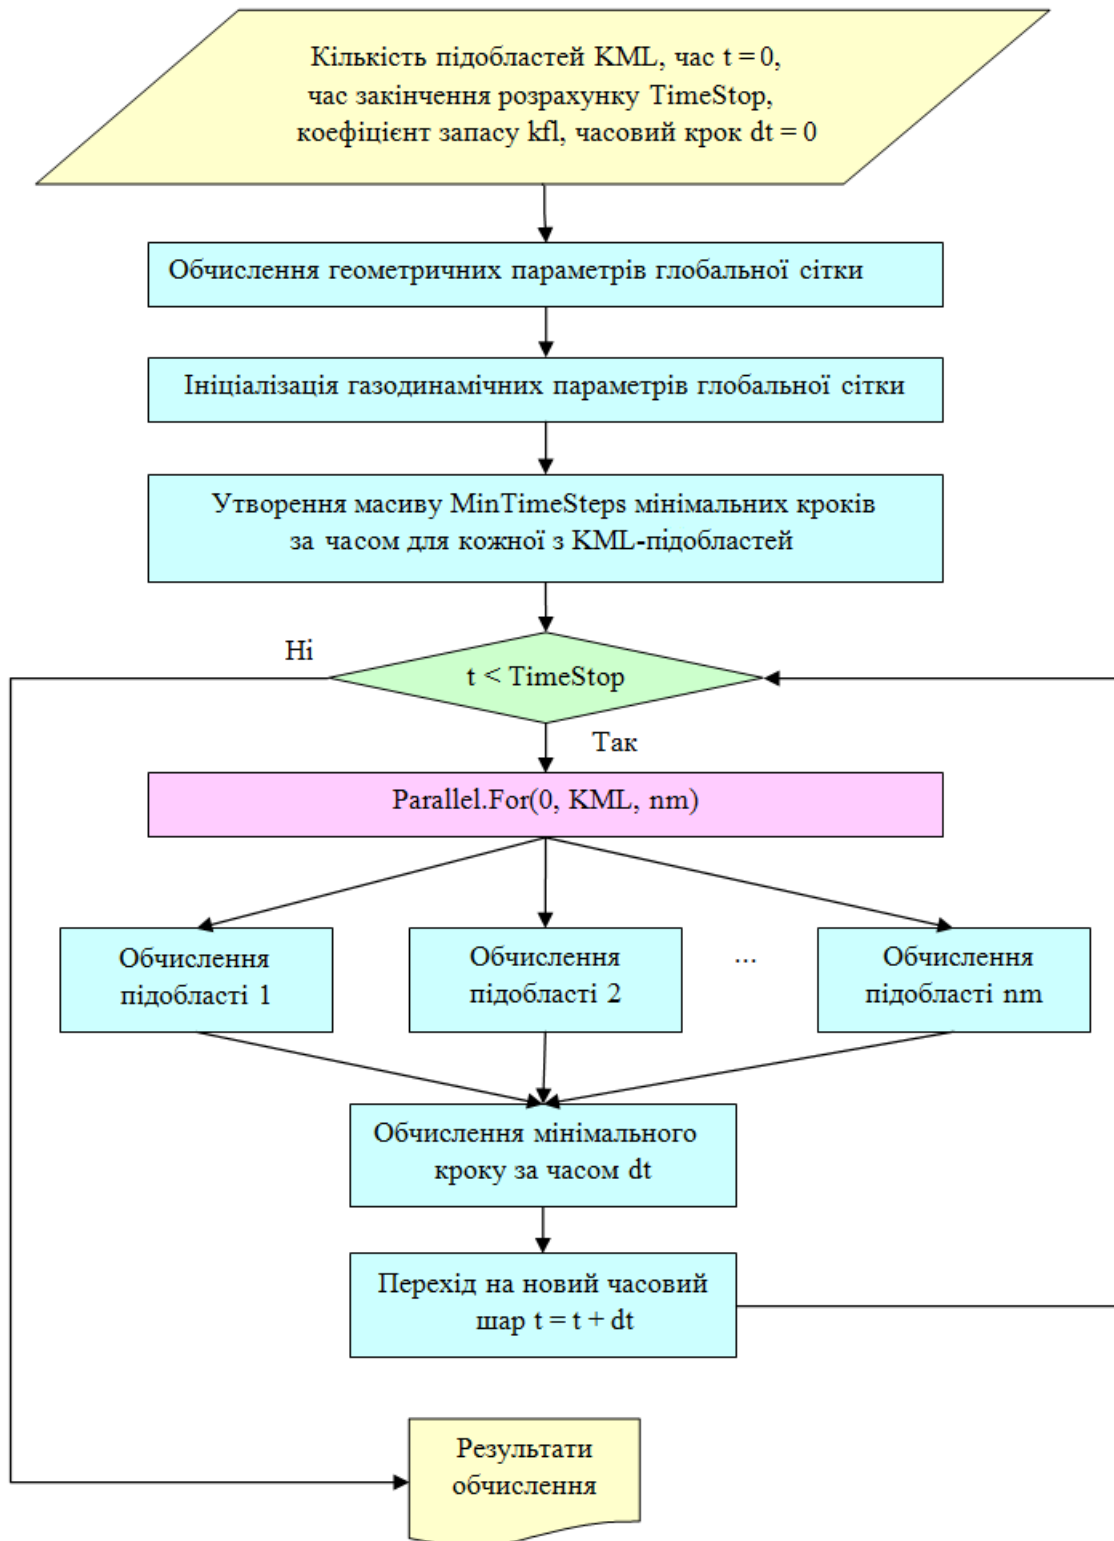 Кількість підобластей KML, час t = 0,
час закінчення розрахунку TimeStop,
коефіцієнт запасу kfl, часовий крок dt = 0
Обчислення геометричних параметрів глобальної сітки
Ініціалізація газодинамічних параметрів глобальної сітки
Утворення масиву MinTimeSteps мінімальних кроків
за часом для кожної з KML-підобластей
Ні
t < TimeStop
Так
Parallel.For(0, KML, nm)
Обчислення
підобласті 1
Обчислення
підобласті 2
...
Обчислення
підобласті nm
Обчислення мінімального
кроку за часом dt
Перехід на новий часовий
шар t = t + dt
Результати
обчислення